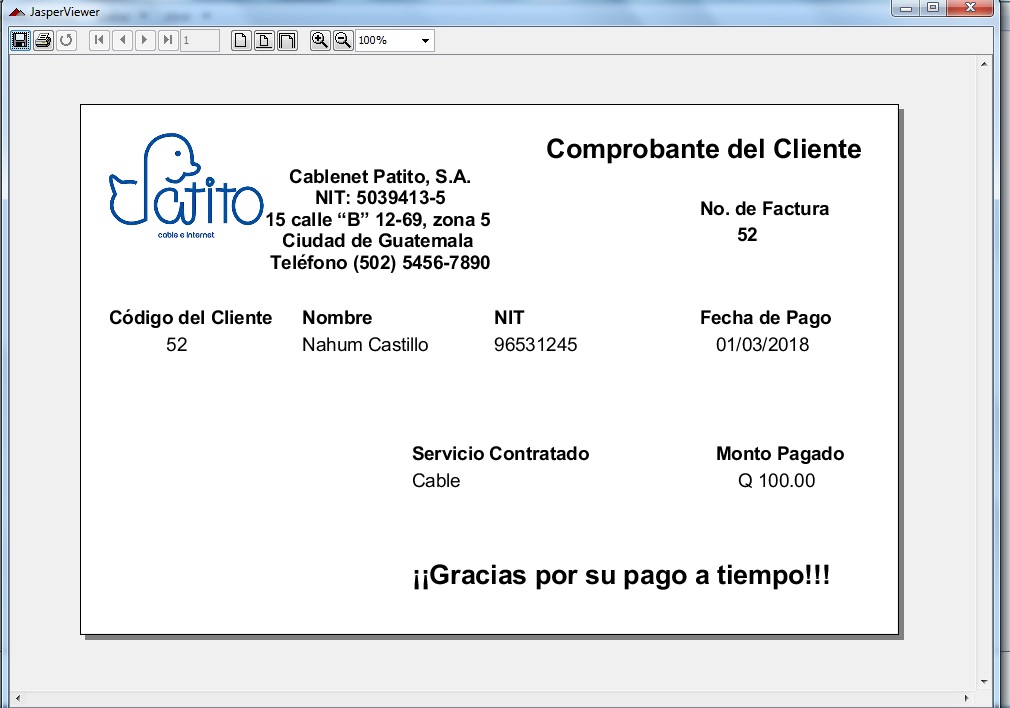 JasperViewer
1
100%
Comprobante del Cliente
Patito
cable e internet
Cablenet Patito, S.A.
NIT: 5039413-5
15 calle “B” 12-69, zona 5
Ciudad de Guatemala
Teléfono (502) 5456-7890
No. de Factura
52
Código del Cliente Nombre NIT Fecha de Pago
52 Nahum Castillo 96531245 01/03/2018
Servicio Contratado Monto Pagado
Cable Q 100.00
¡¡Gracias por su pago a tiempo!!!